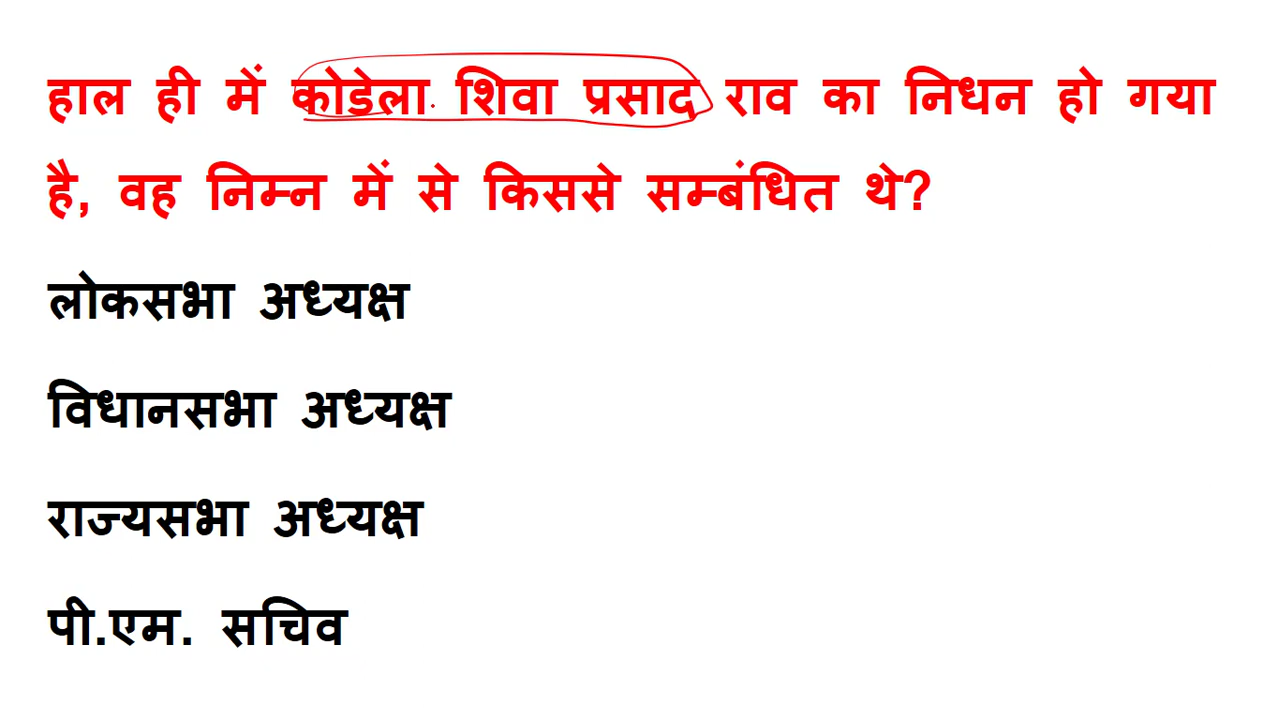 हाल ही में कोडेला शिवा प्रसाद राव का निधन हो गया
है, वह निम्न में से किससे सम्बंधित थे?
लोकसभा अध्यक्ष
विधानसभा अध्यक्ष
राज्यसभा अध्यक्ष
पी.एम. सचिव